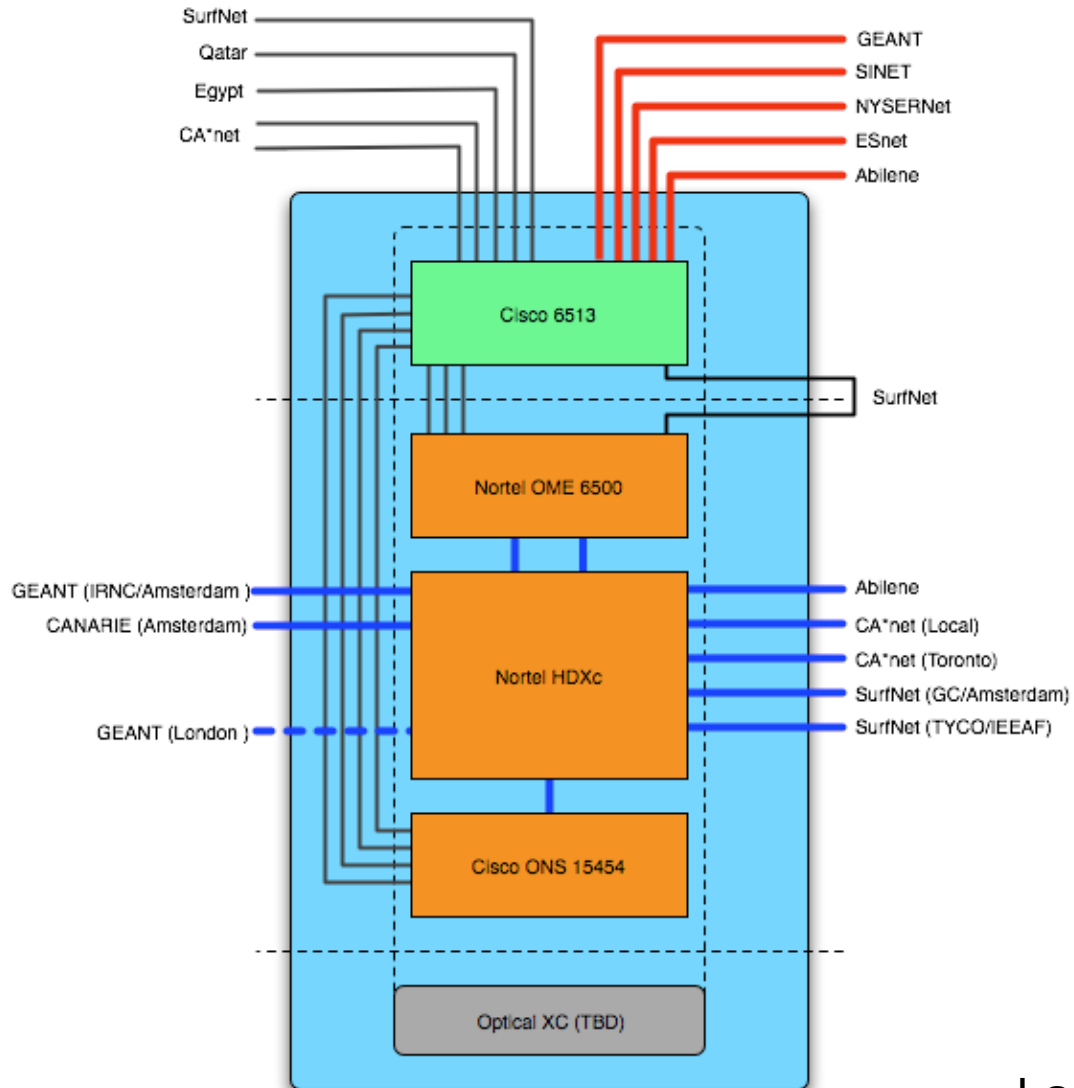 SurfNet
Qatar
Egypt
CA*net
GEANT
SINET
NYSERNet
ESnet
Abilene
Cisco 6513
SurfNet
Nortel OME 6500
GEANT (IRNC/Amsterdam )
CANARIE (Amsterdam)
GEANT (London )
Nortel HDXc
Abilene
CA*net (Local)
CA*net (Toronto)
SurfNet (GC/Amsterdam)
SurfNet (TYCO/IEEAF)
Cisco ONS 15454
Optical XC (TBD)